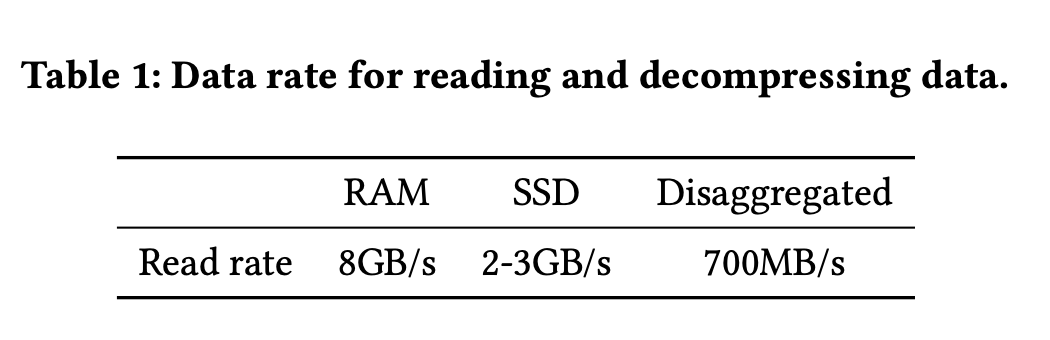 Table 1: Data rate for reading and decompressing data.
RAM SSD Disaggregated
Read rate 8GB/s 2-3GB/s 700MB/s